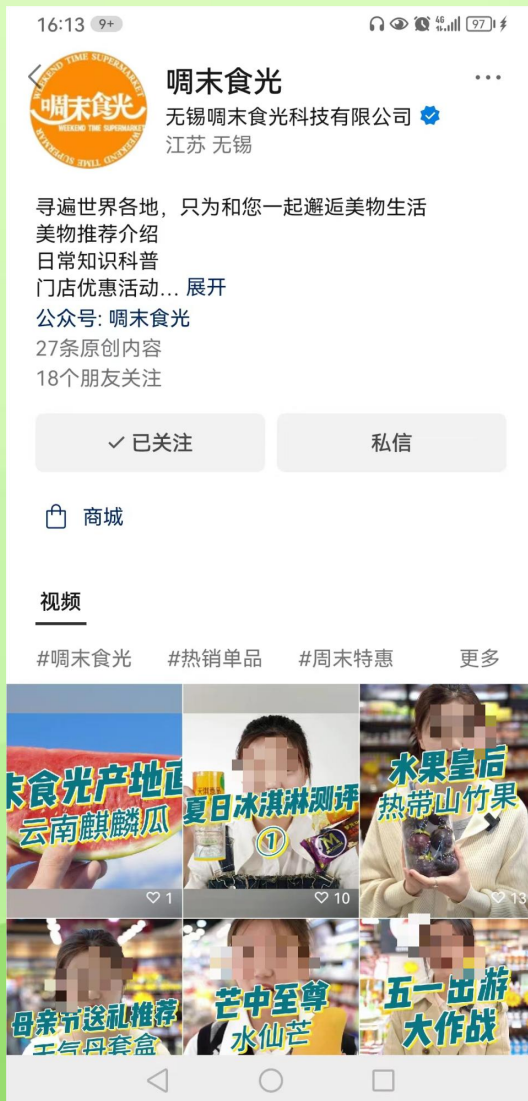 16:13 9+
4G 97
WEEKEND TIME SUPERMARKET
啁末食光
WEEKEND TIME SUPERMARKET
啁末食光
无锡啁末食光科技有限公司
江苏 无锡
寻遍世界各地，只为和您一起邂逅美物生活
美物推荐介绍
日常知识科普
门店优惠活动... 展开
公众号: 啁末食光
27条原创内容
18个朋友关注
已关注
私信
商城
视频
#啁末食光 #热销单品 #周末特惠 更多
末食光产地直
云南麒麟瓜
1
夏日冰淇淋测评
①
10
水果皇后
热带山竹果
13
母亲节送礼推荐
天气丹套盒
芒中至尊
水仙芒
五一出游
大作战